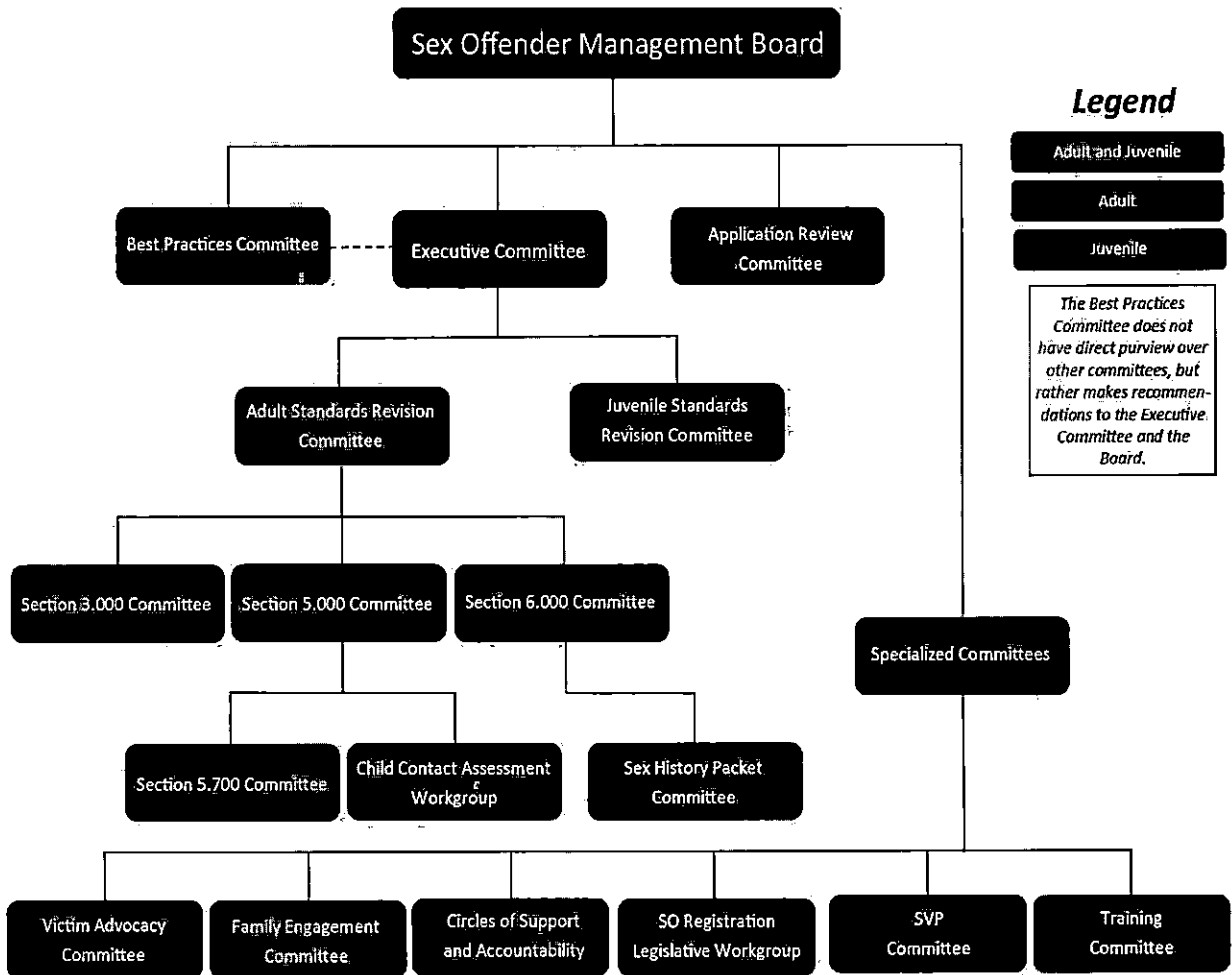 Sex Offender Management Board
Legend
Adult and Juvenile
Adult
Juvenile
The Best Practices
Committee does not
have direct purview over
other committees, but
rather makes recommen-
dations to the Executive
Committee and the
Board.
Best Practices Committee
Executive Committee
Application Review
Committee
Adult Standards Revision
Committee
Juvenile Standards
Revision Committee
Section 3.000 Committee
Section 5.000 Committee
Section 6.000 Committee
Specialized Committees
Section 5.700 Committee
Child Contact Assessment
Workgroup
Sex History Packet
Committee
Victim Advocacy
Committee
Family Engagement
Committee
Circles of Support
and Accountability
SO Registration
Legislative Workgroup
SVP
Committee
Training
Committee